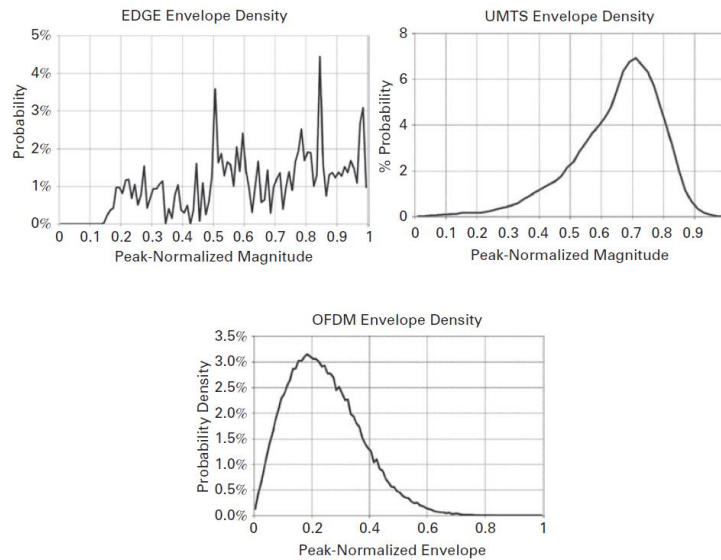 EDGE Envelope Density
5%
4%
3%
2%
1%
0%
Probability
0 0.1 0.2 0.3 0.4 0.5 0.6 0.7 0.8 0.9 1
Peak-Normalized Magnitude
UMTS Envelope Density
8
6
4
2
0
% Probability
0 0.1 0.2 0.3 0.4 0.5 0.6 0.7 0.8 0.9
Peak-Normalized Magnitude
OFDM Envelope Density
3.5%
3.0%
2.5%
2.0%
1.5%
1.0%
0.5%
0.0%
Probability Density
0 0.2 0.4 0.6 0.8 1
Peak-Normalized Envelope